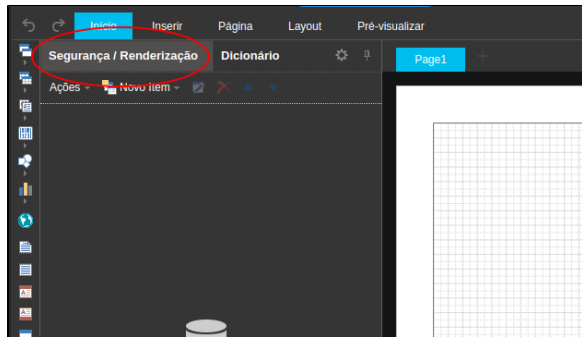 Início Inserir Página Layout Pré-visualizar
Segurança / Renderização Dicionário
Page1
Ações Novo Item